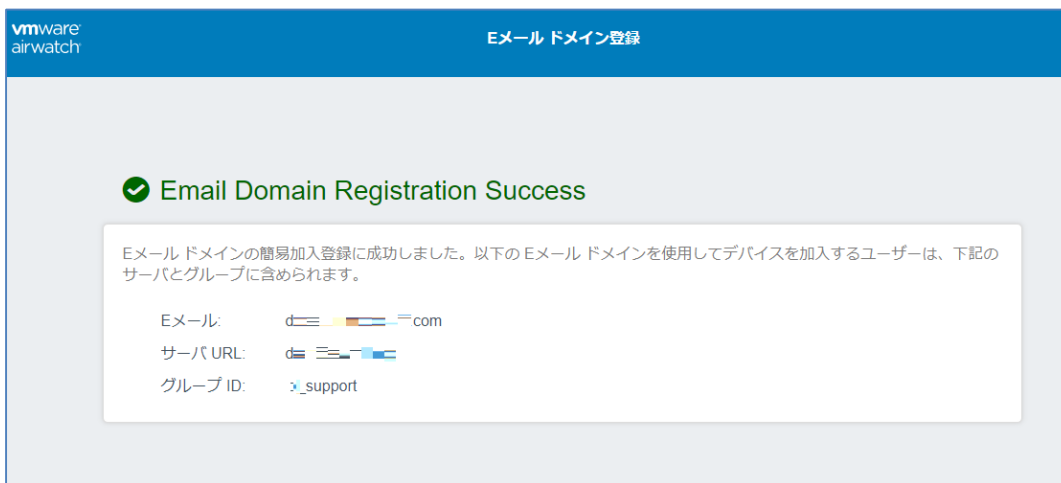 vmware
airwatch
Eメール ドメイン登録
Email Domain Registration Success
Eメール ドメインの簡易加入登録に成功しました。以下の Eメール ドメインを使用してデバイスを加入するユーザーは、下記の
サーバとグループに含められます。
Eメール: .com
サーバ URL:
グループ ID: _support